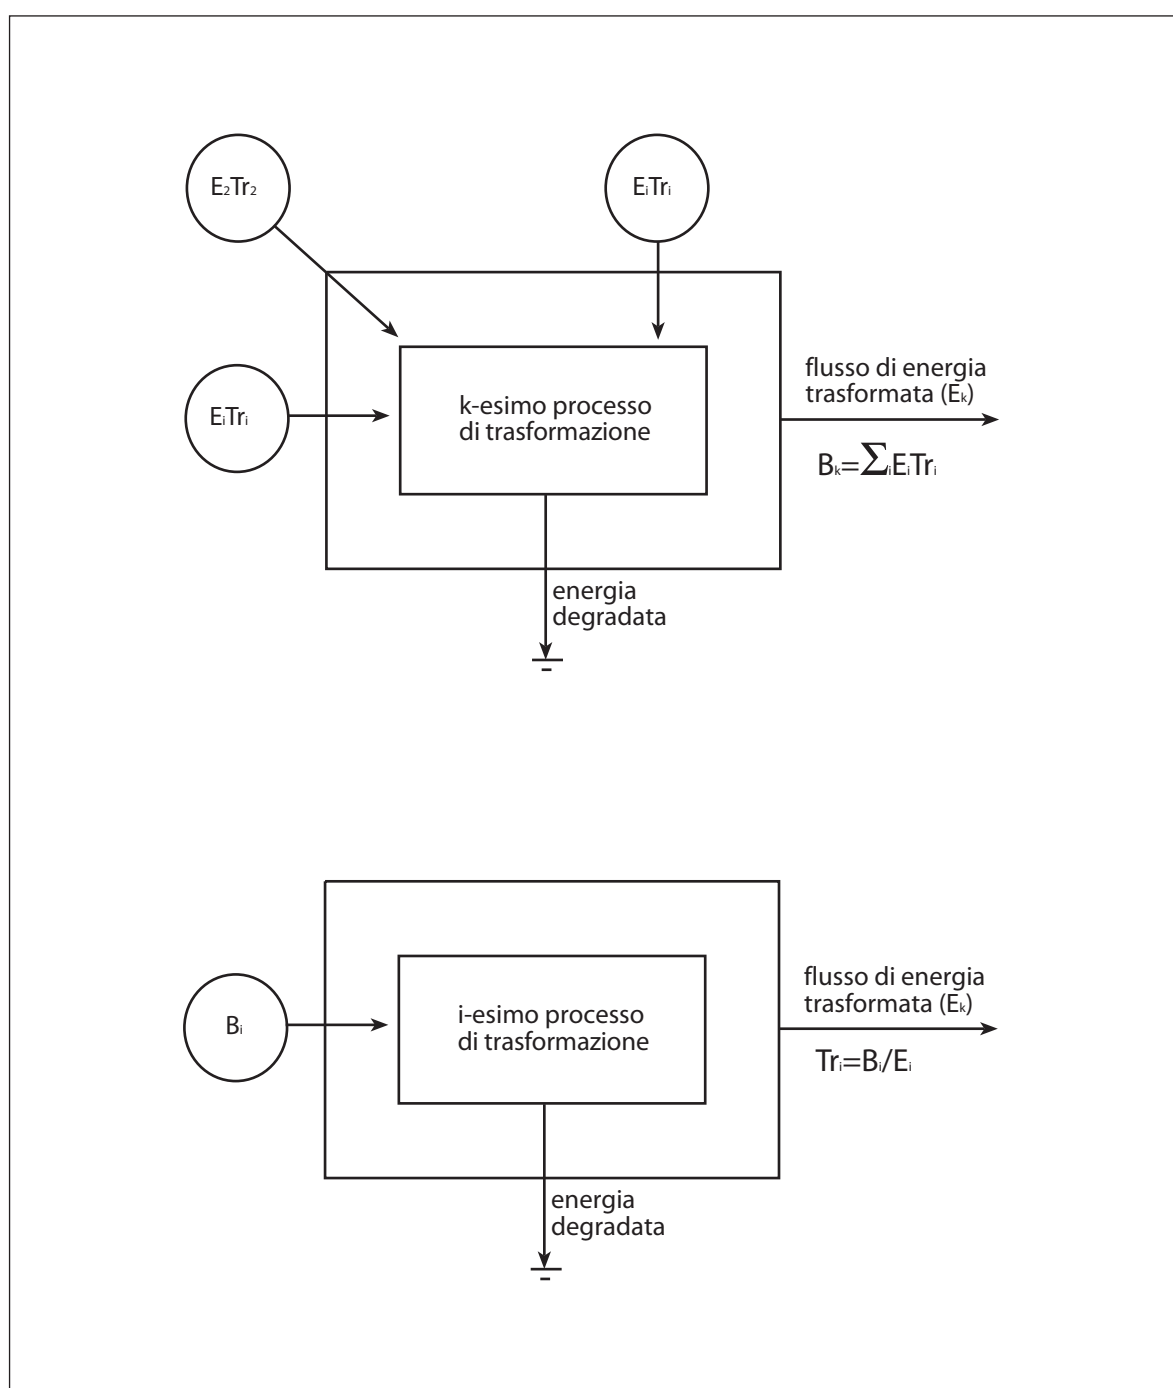 E₂Tr₂
EᵢTrᵢ
EᵢTrᵢ
k-esimo processo
di trasformazione
flusso di energia
trasformata (Eₖ)
Bₖ=∑ᵢEᵢTrᵢ
energia
degradata
Bᵢ
i-esimo processo
di trasformazione
flusso di energia
trasformata (Eₖ)
Trᵢ=Bᵢ/Eᵢ
energia
degradata